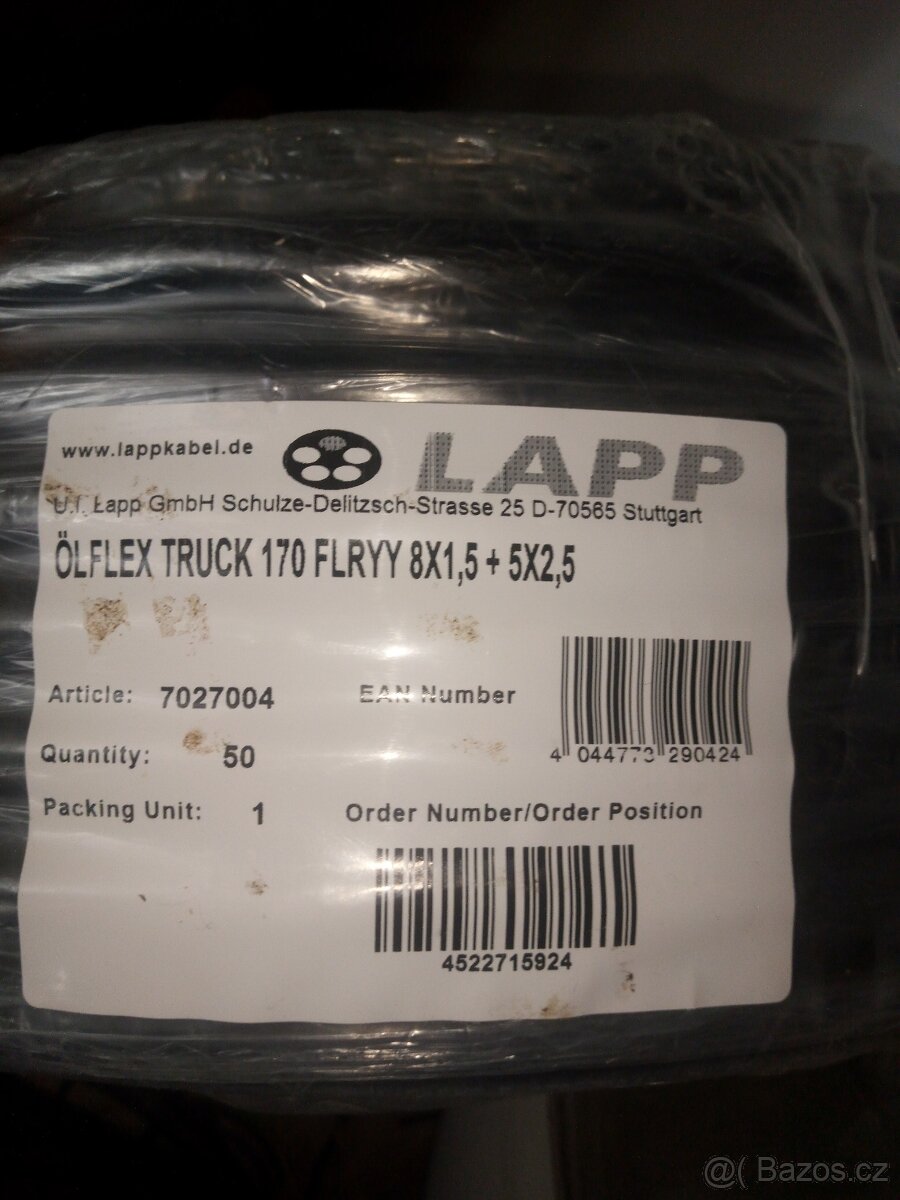 www.lappkabel.de
LAPP
U.I. Lapp GmbH Schulze-Delitzsch-Strasse 25 D-70565 Stuttgart
ÖLFLEX TRUCK 170 FLRYY 8X1,5 + 5X2,5
Article: 7027004
EAN Number
4 044773 290424
Quantity: 50
Packing Unit: 1
Order Number/Order Position
4522715924
@( Bazos.cz